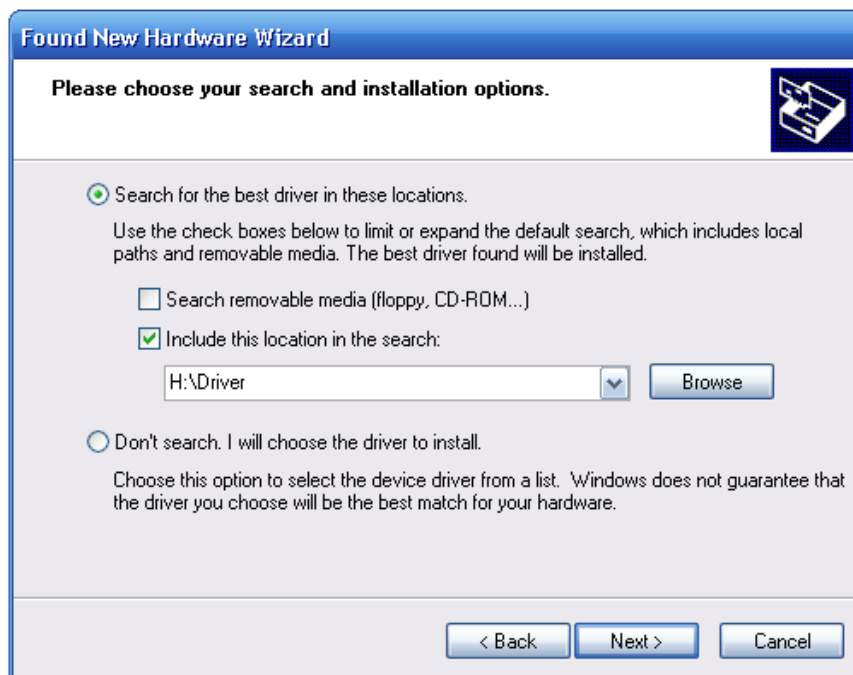 Found New Hardware Wizard
Please choose your search and installation options.
Search for the best driver in these locations.
Use the check boxes below to limit or expand the default search, which includes local
paths and removable media. The best driver found will be installed.
Search removable media (floppy, CD-ROM...)
Include this location in the search:
H:\Driver
Browse
Don't search. I will choose the driver to install.
Choose this option to select the device driver from a list.  Windows does not guarantee that
the driver you choose will be the best match for your hardware.
< Back
Next >
Cancel